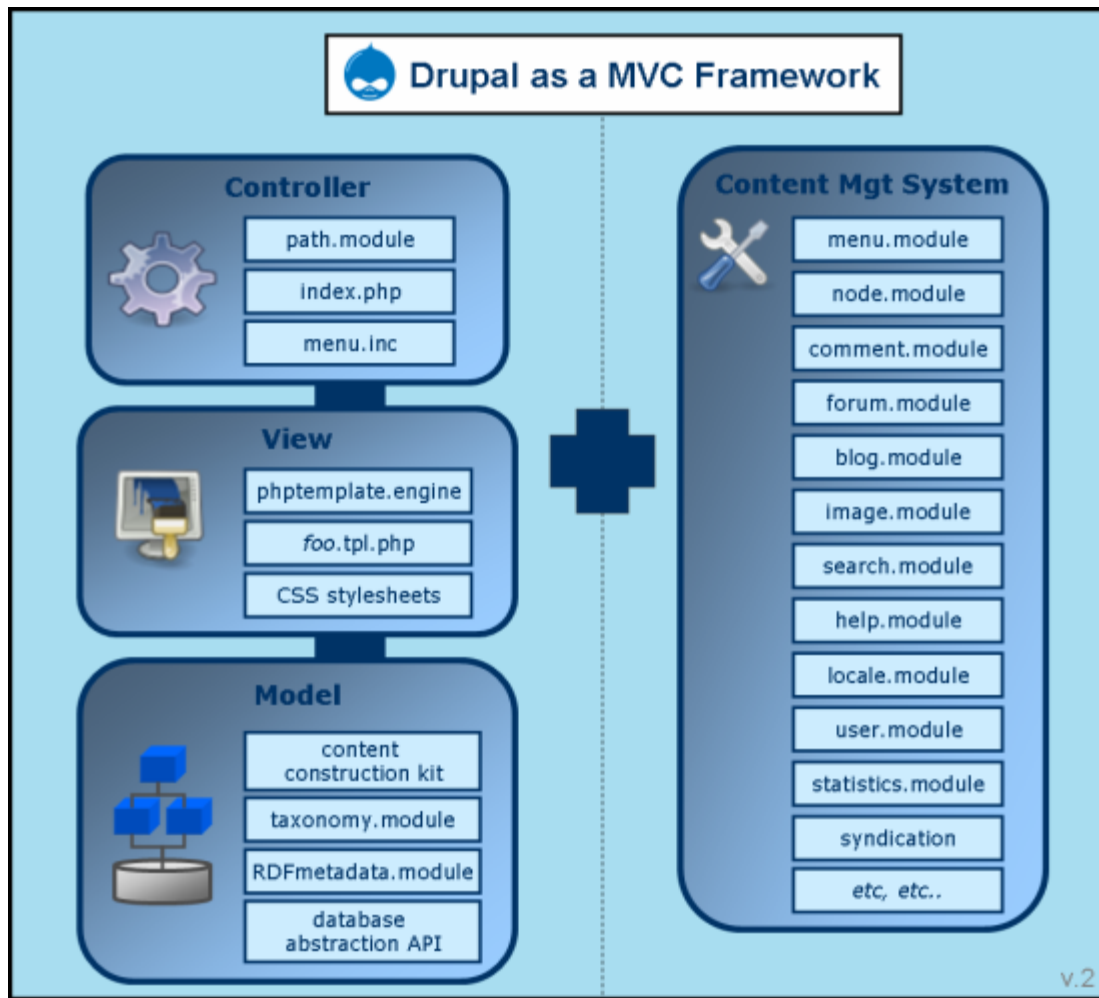 Drupal as a MVC Framework
Controller
path.module
index.php
menu.inc
View
phptemplate.engine
foo.tpl.php
CSS stylesheets
Model
content
construction kit
taxonomy.module
RDFmetadata.module
database
abstraction API
Content Mgt System
menu.module
node.module
comment.module
forum.module
blog.module
image.module
search.module
help.module
locale.module
user.module
statistics.module
syndication
etc, etc..
v.2